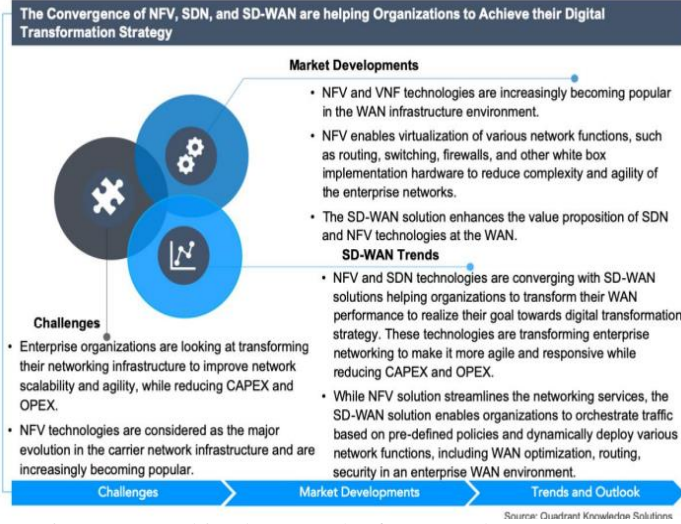 The Convergence of NFV, SDN, and SD-WAN are helping Organizations to Achieve their Digital
Transformation Strategy
Market Developments
• NFV and VNF technologies are increasingly becoming popular
in the WAN infrastructure environment.
• NFV enables virtualization of various network functions, such
as routing, switching, firewalls, and other white box
implementation hardware to reduce complexity and agility of
the enterprise networks.
• The SD-WAN solution enhances the value proposition of SDN
and NFV technologies at the WAN.
SD-WAN Trends
• NFV and SDN technologies are converging with SD-WAN
solutions helping organizations to transform their WAN
performance to realize their goal towards digital transformation
strategy. These technologies are transforming enterprise
networking to make it more agile and responsive while
reducing CAPEX and OPEX.
• While NFV solution streamlines the networking services, the
SD-WAN solution enables organizations to orchestrate traffic
based on pre-defined policies and dynamically deploy various
network functions, including WAN optimization, routing,
security in an enterprise WAN environment.
Challenges
• Enterprise organizations are looking at transforming
their networking infrastructure to improve network
scalability and agility, while reducing CAPEX and
OPEX.
• NFV technologies are considered as the major
evolution in the carrier network infrastructure and are
increasingly becoming popular.
Challenges
Market Developments
Trends and Outlook
Source: Quadrant Knowledge Solutions